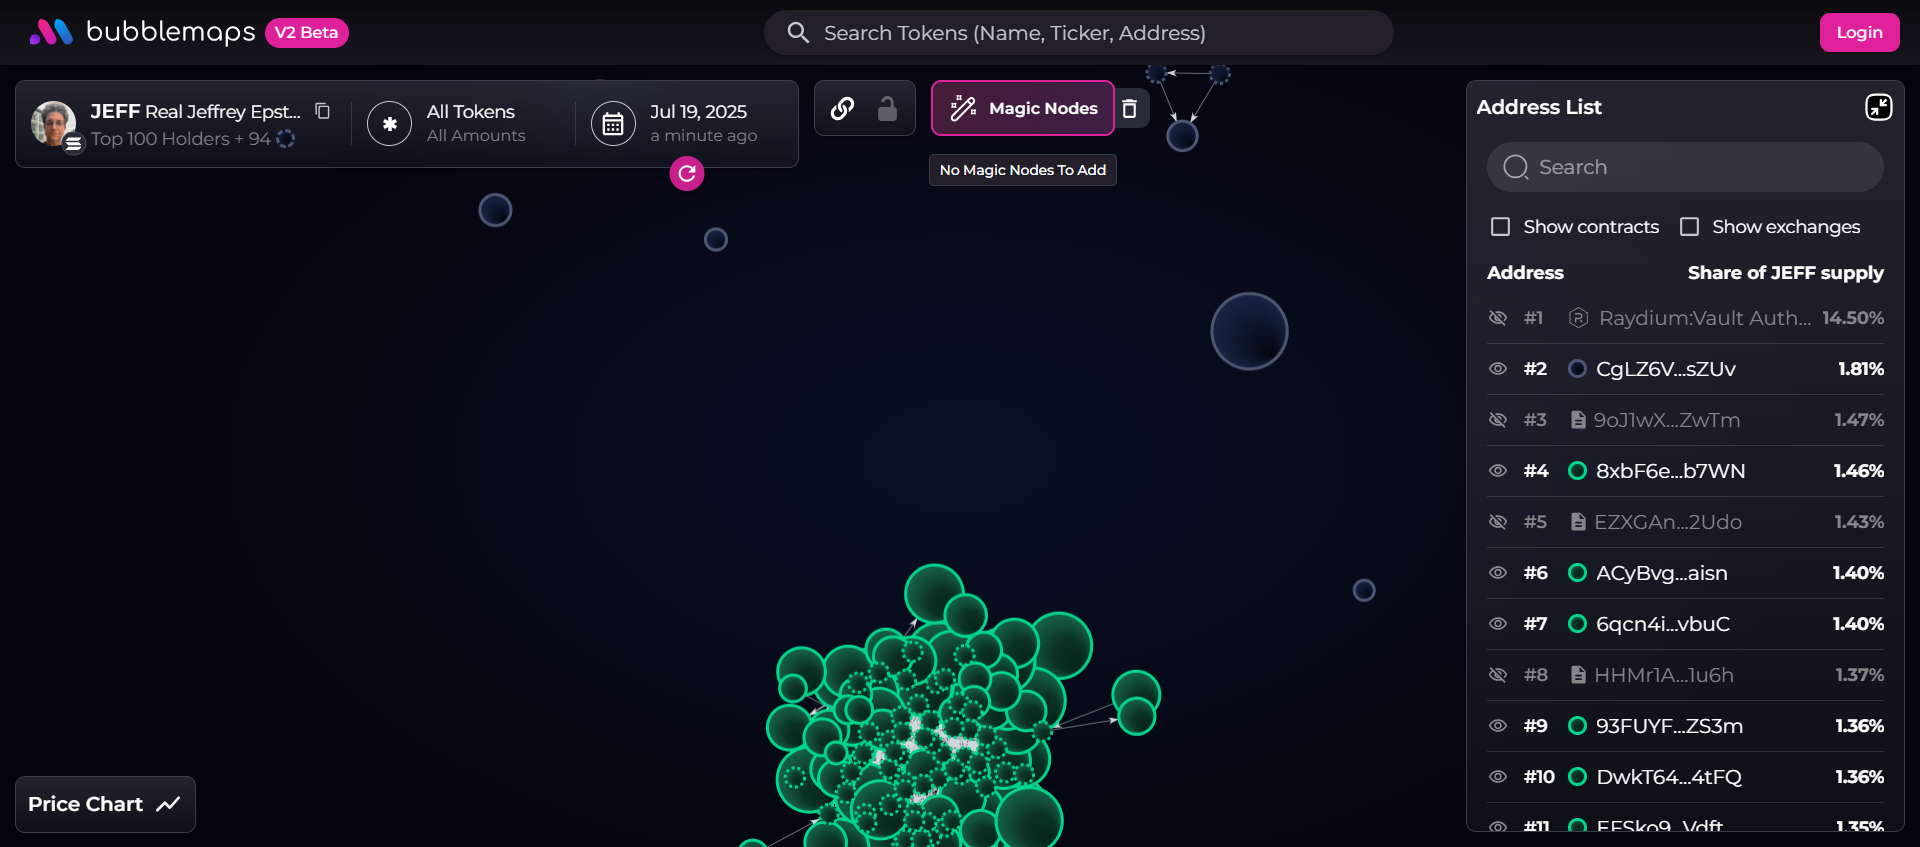 bubblemaps V2 Beta
Search Tokens (Name, Ticker, Address)
Login
JEFF Real Jeffrey Epst...
Top 100 Holders + 94
All Tokens
All Amounts
Jul 19, 2025
a minute ago
Magic Nodes
No Magic Nodes To Add
Address List
Search
Show contracts Show exchanges
Address Share of JEFF supply
#1 Raydium:Vault Auth... 14.50%
#2 CgLZ6V...sZUv 1.81%
#3 9oJ1wX...ZwTm 1.47%
#4 8xbF6e...b7WN 1.46%
#5 EZXGAn...2Udo 1.43%
#6 ACyBvg...aisn 1.40%
#7 6qcn4i...vbuC 1.40%
#8 HHMr1A...1u6h 1.37%
#9 93FUYF...ZS3m 1.36%
#10 DwkT64...4tFQ 1.36%
#11 1.35%
Price Chart